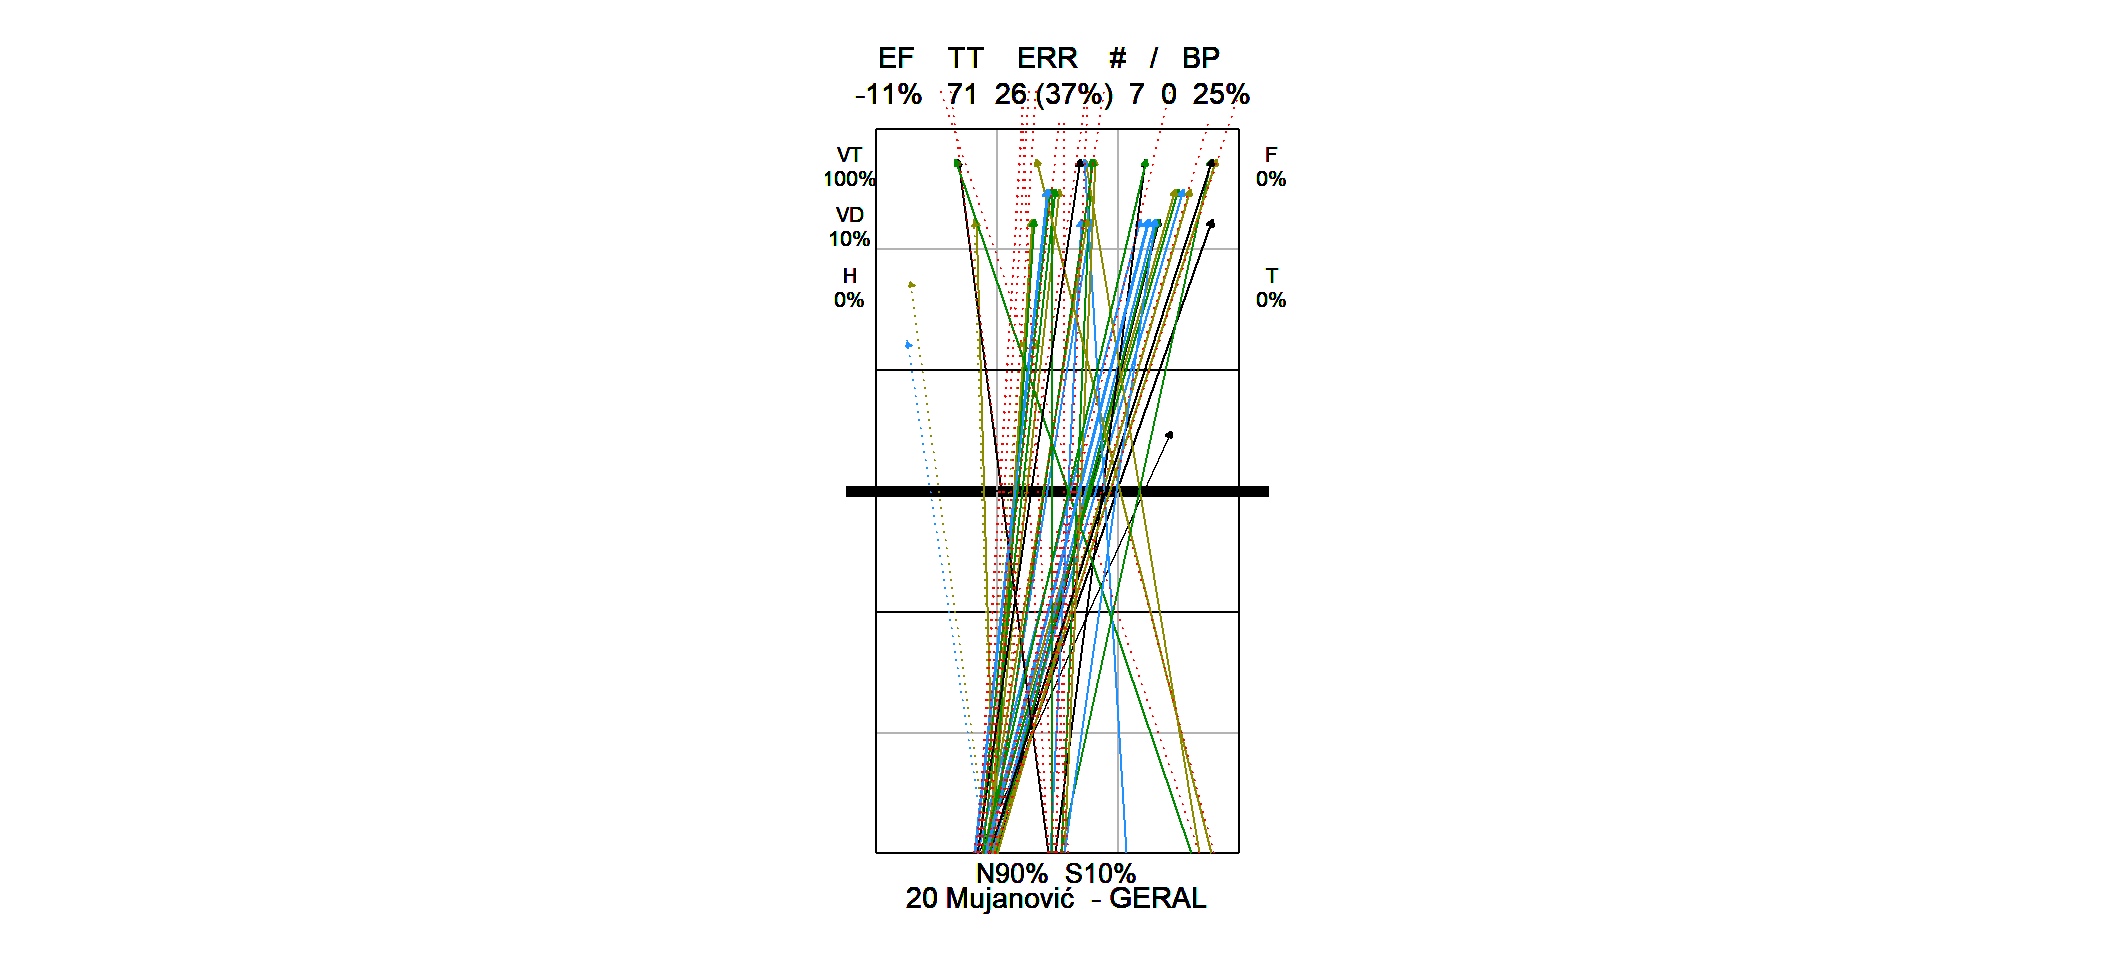 EF TT ERR # / BP
-11% 71 26 (37%) 7 0 25%
VT
100%
F
0%
VD
10%
H
0%
T
0%
N90% S10%
20 Mujanović - GERAL